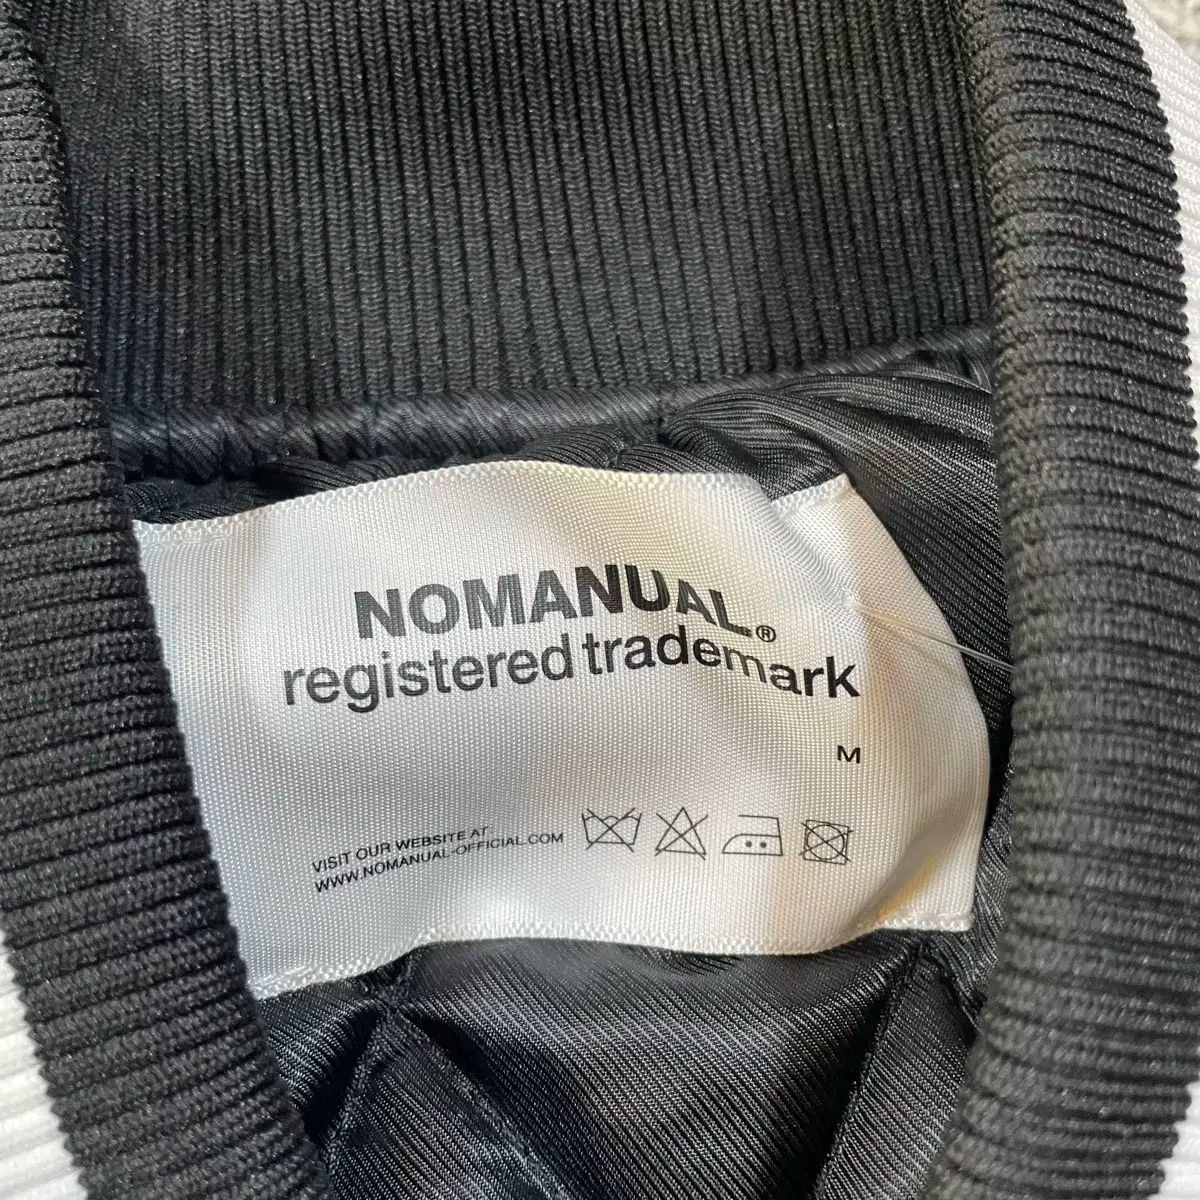 NOMANUAL.®
registered trademark
M
VISIT OUR WEBSITE AT
WWW.NOMANUAL-OFFICIAL.COM